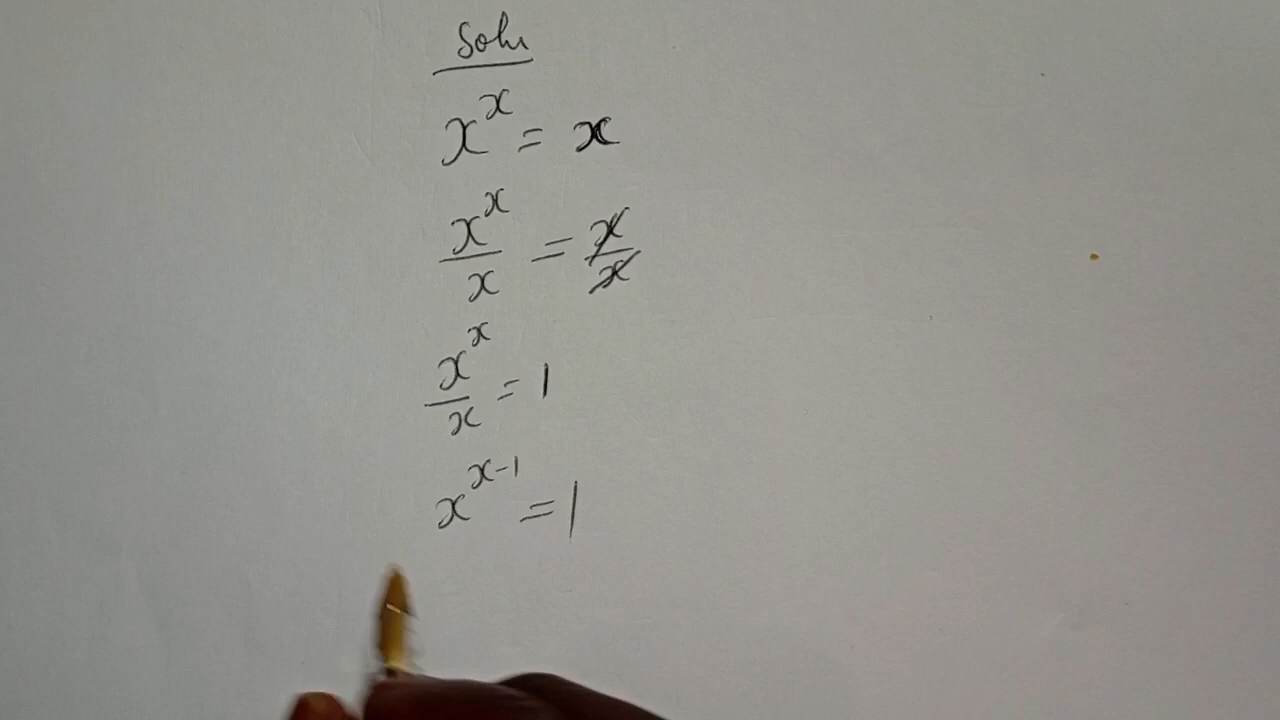 Soln
x^x = x
x^x/x = x/x
x^x/x = 1
x^(x-1) = 1